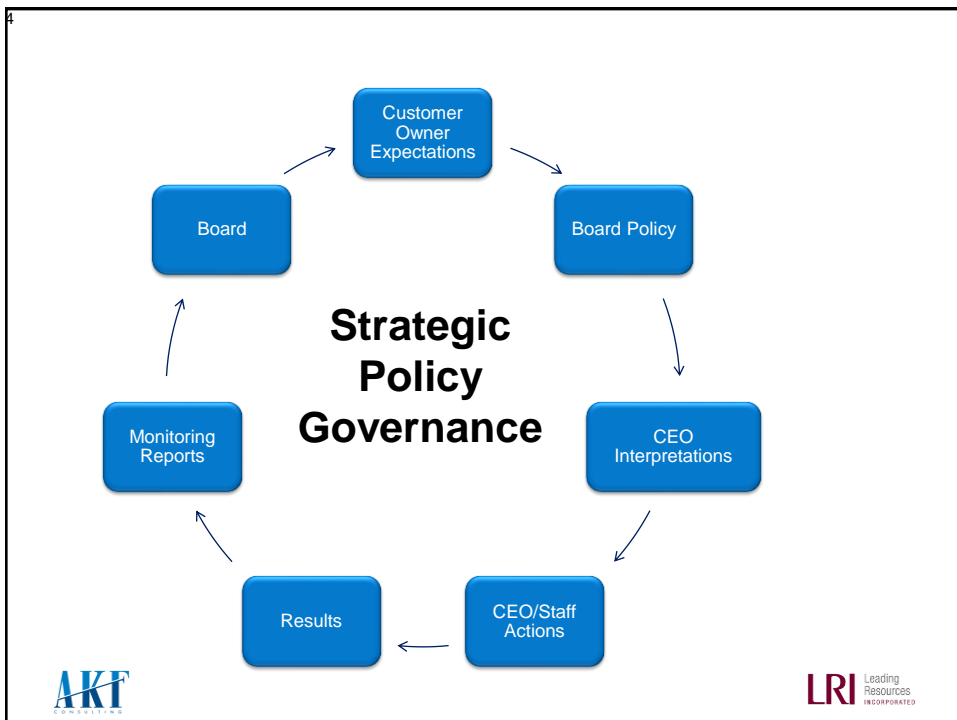 4
Customer
Owner
Expectations
Board
Board Policy
Strategic
Policy
Governance
Monitoring
Reports
CEO
Interpretations
Results
CEO/Staff
Actions
AKF
CONSULTING
LRI
Leading
Resources
INCORPORATED